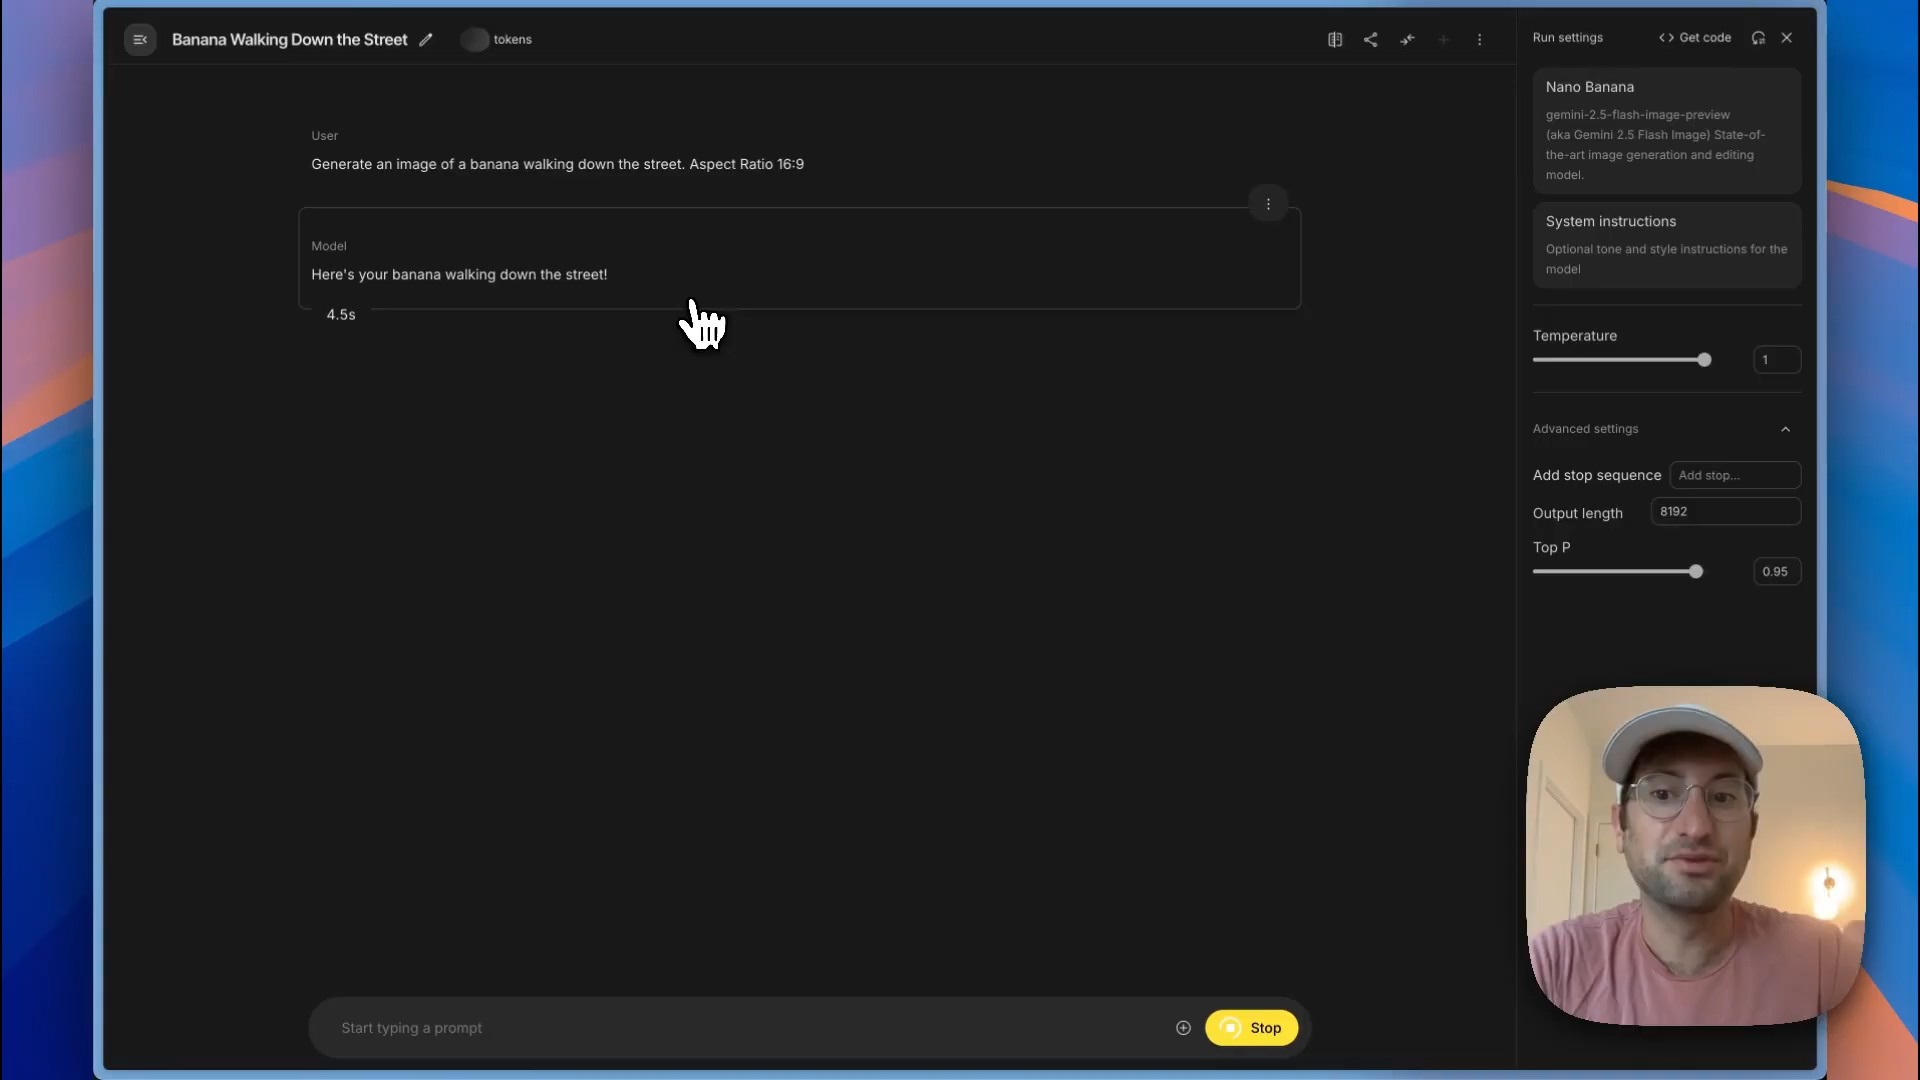 Banana Walking Down the Street
tokens
User
Generate an image of a banana walking down the street. Aspect Ratio 16:9
Model
Here's your banana walking down the street!
4.5s
Start typing a prompt
Stop
Run settings
<> Get code
Nano Banana
gemini-2.5-flash-image-preview
(aka Gemini 2.5 Flash Image) State-of-
the-art image generation and editing
model.
System instructions
Optional tone and style instructions for the
model
Temperature
1
Advanced settings
Add stop sequence
Add stop...
Output length
8192
Top P
0.95